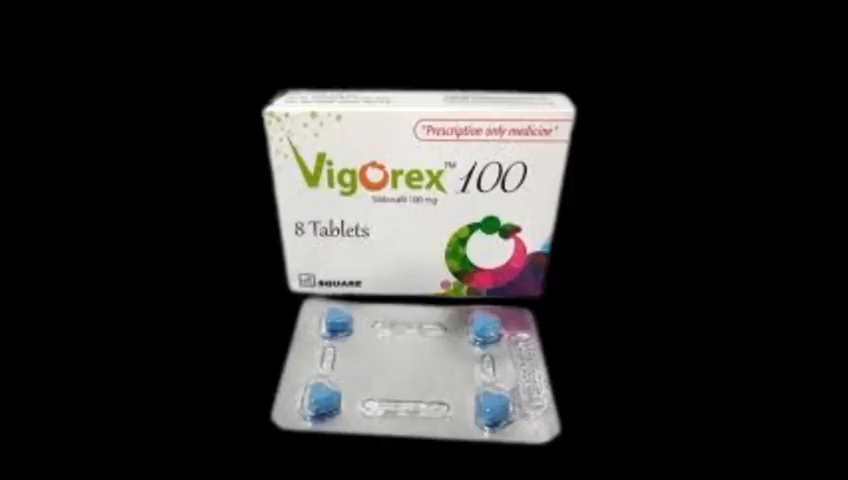 "Prescription only medicine"
Vigorex™ 100
Sildenafil 100 mg
8 Tablets
SQUARE